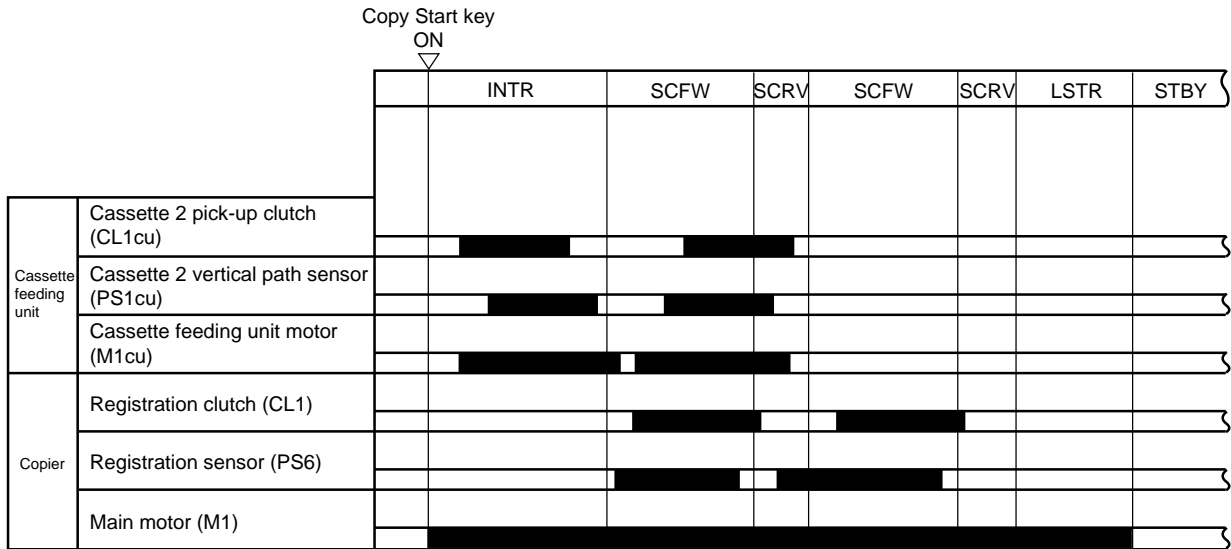 Copy Start key
ON
INTR SCFW SCRV SCFW SCRV LSTR STBY
Cassette
feeding
unit
Cassette 2 pick-up clutch
(CL1cu)
Cassette 2 vertical path sensor
(PS1cu)
Cassette feeding unit motor
(M1cu)
Copier
Registration clutch (CL1)
Registration sensor (PS6)
Main motor (M1)